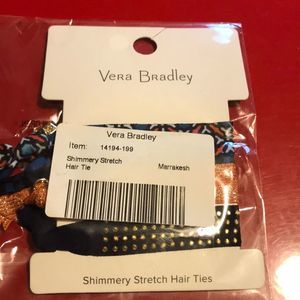 Vera Bradley
Vera Bradley
Item: 14194-199
Shimmery Stretch
Hair Tie Marrakesh
Shimmery Stretch Hair Ties